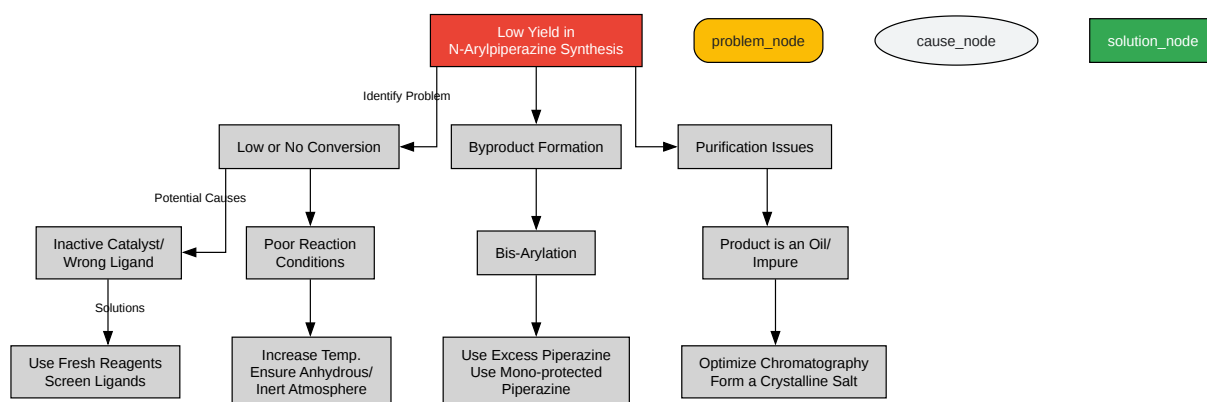 Low Yield in
N-Arylpiperazine Synthesis
problem_node
cause_node
solution_node
Identify Problem
Low or No Conversion
Byproduct Formation
Purification Issues
Potential Causes
Inactive Catalyst/
Wrong Ligand
Poor Reaction
Conditions
Bis-Arylation
Product is an Oil/
Impure
Solutions
Use Fresh Reagents
Screen Ligands
Increase Temp.
Ensure Anhydrous/
Inert Atmosphere
Use Excess Piperazine
Use Mono-protected
Piperazine
Optimize Chromatography
Form a Crystalline Salt